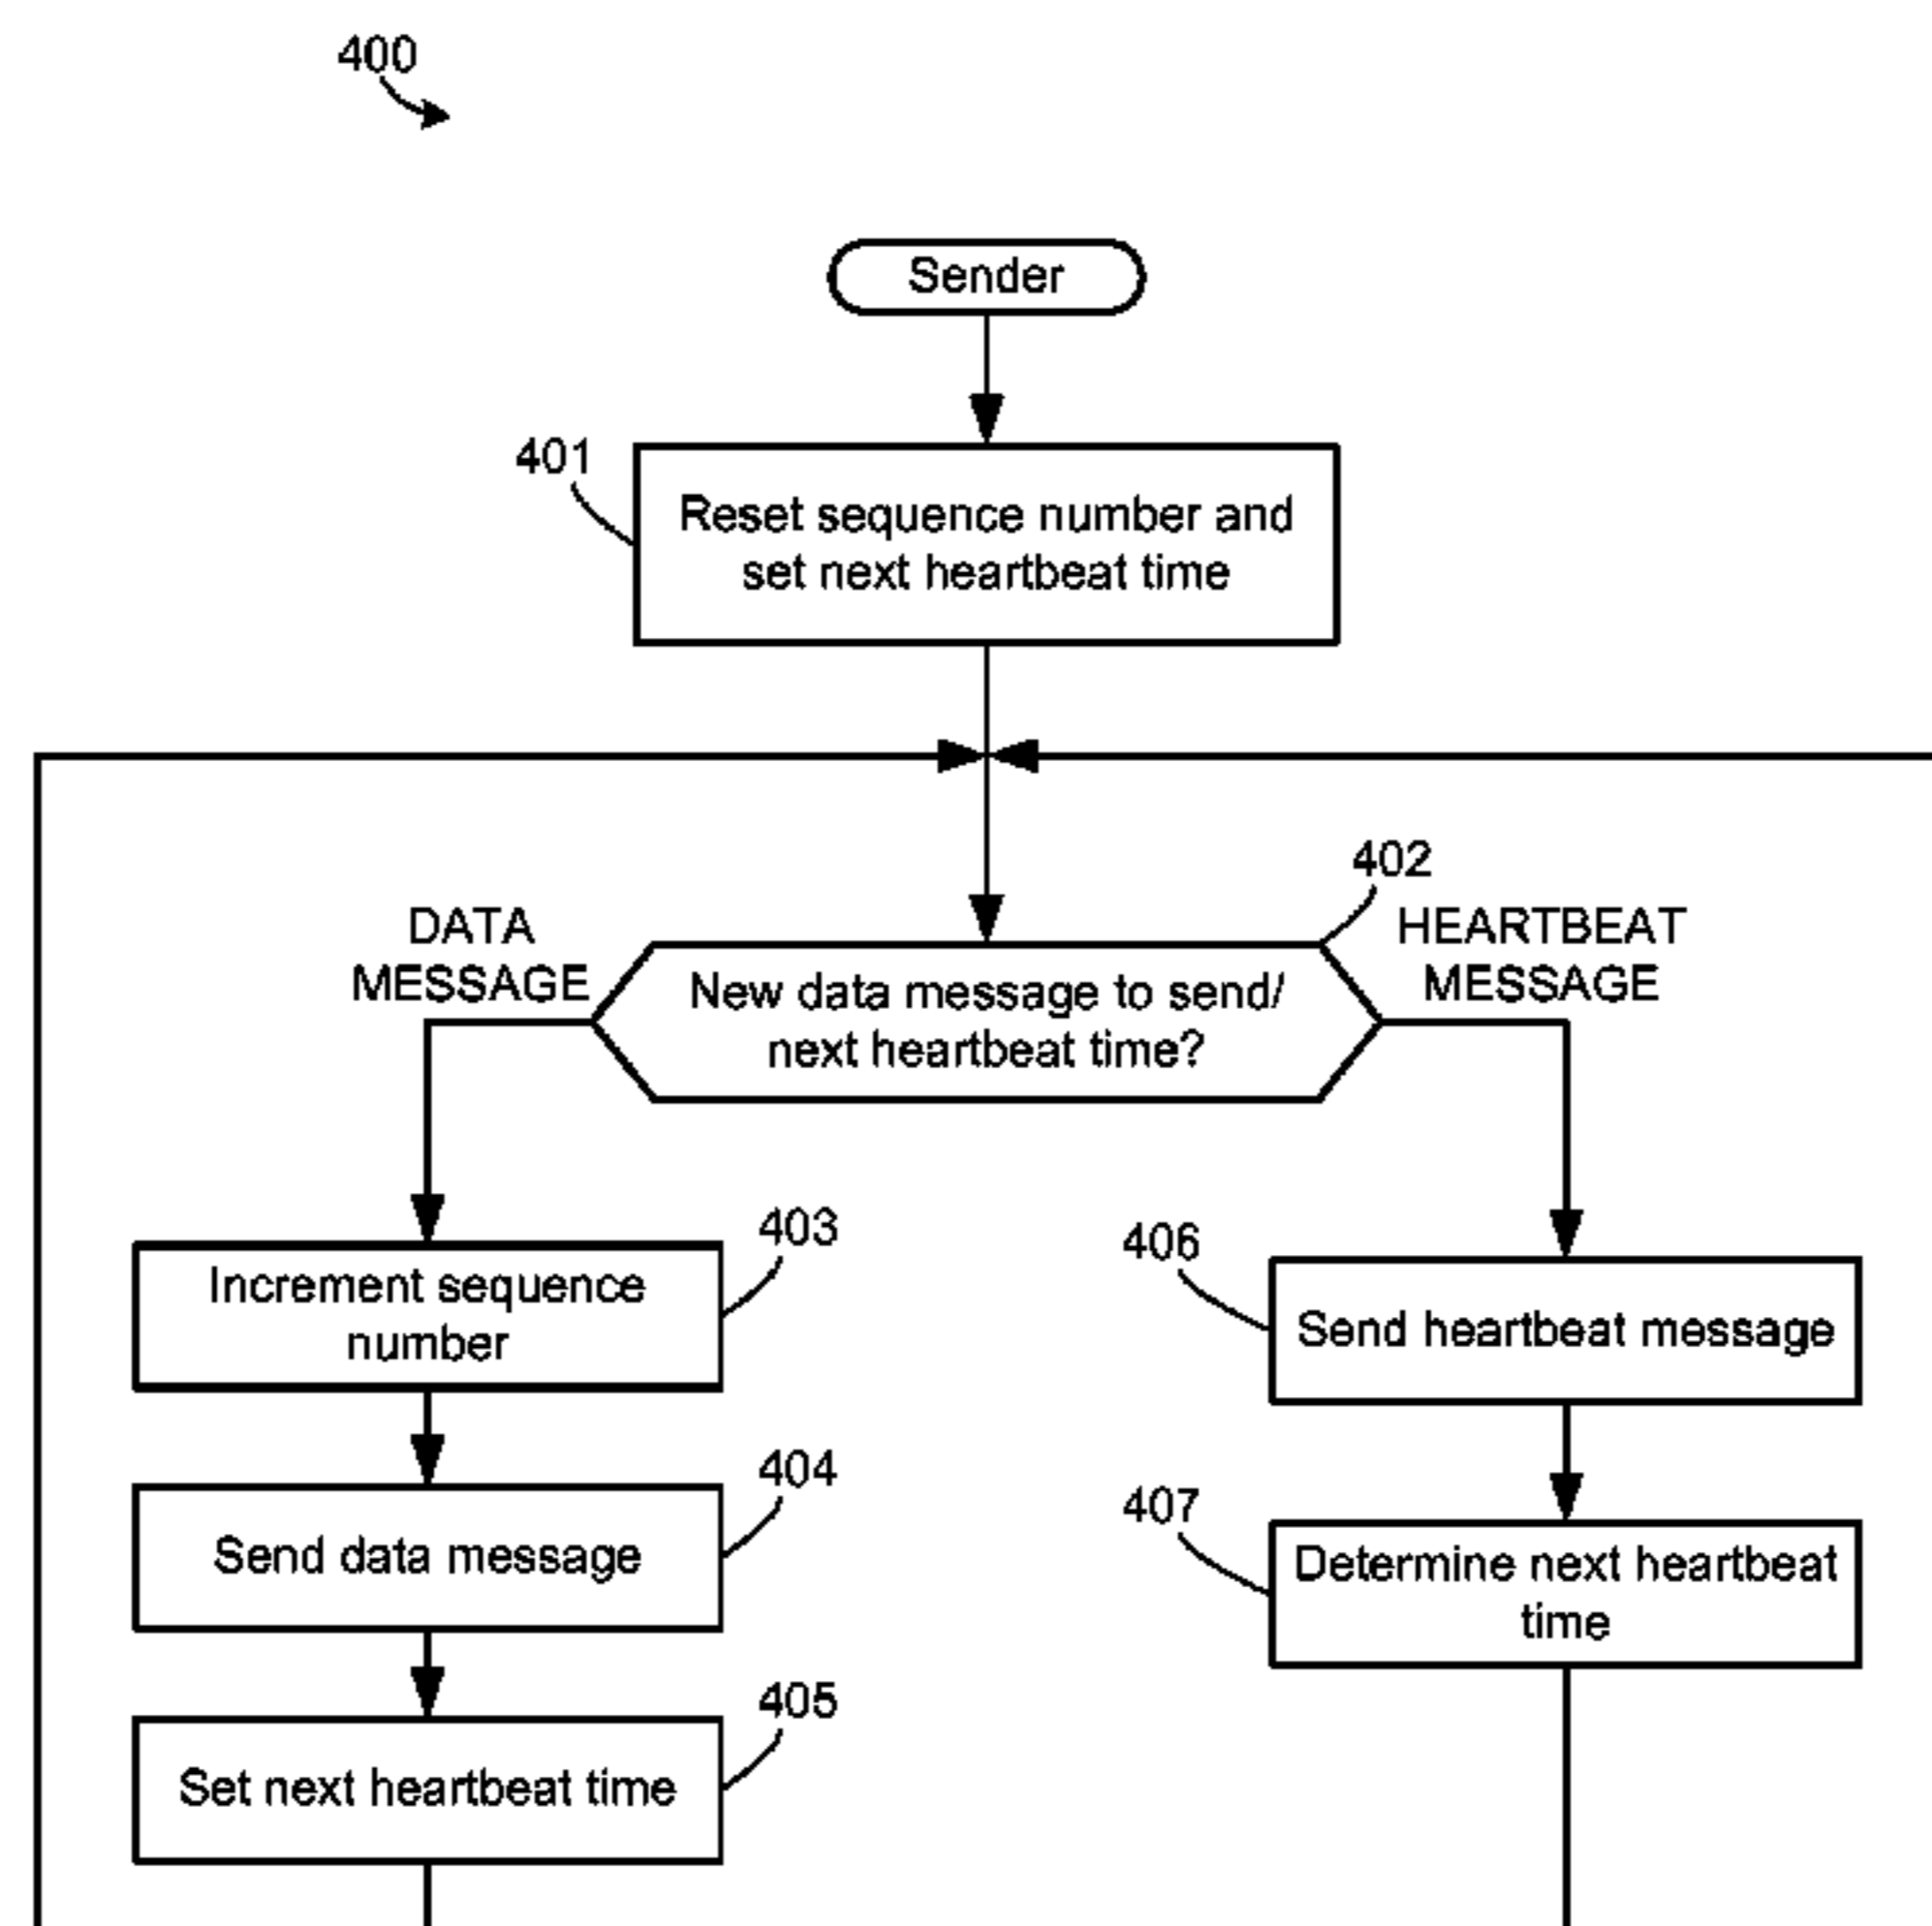 400
Sender
401
Reset sequence number and
set next heartbeat time
402
DATA
MESSAGE
New data message to send/
next heartbeat time?
HEARTBEAT
MESSAGE
403
Increment sequence
number
406
Send heartbeat message
404
Send data message
407
Determine next heartbeat
time
405
Set next heartbeat time